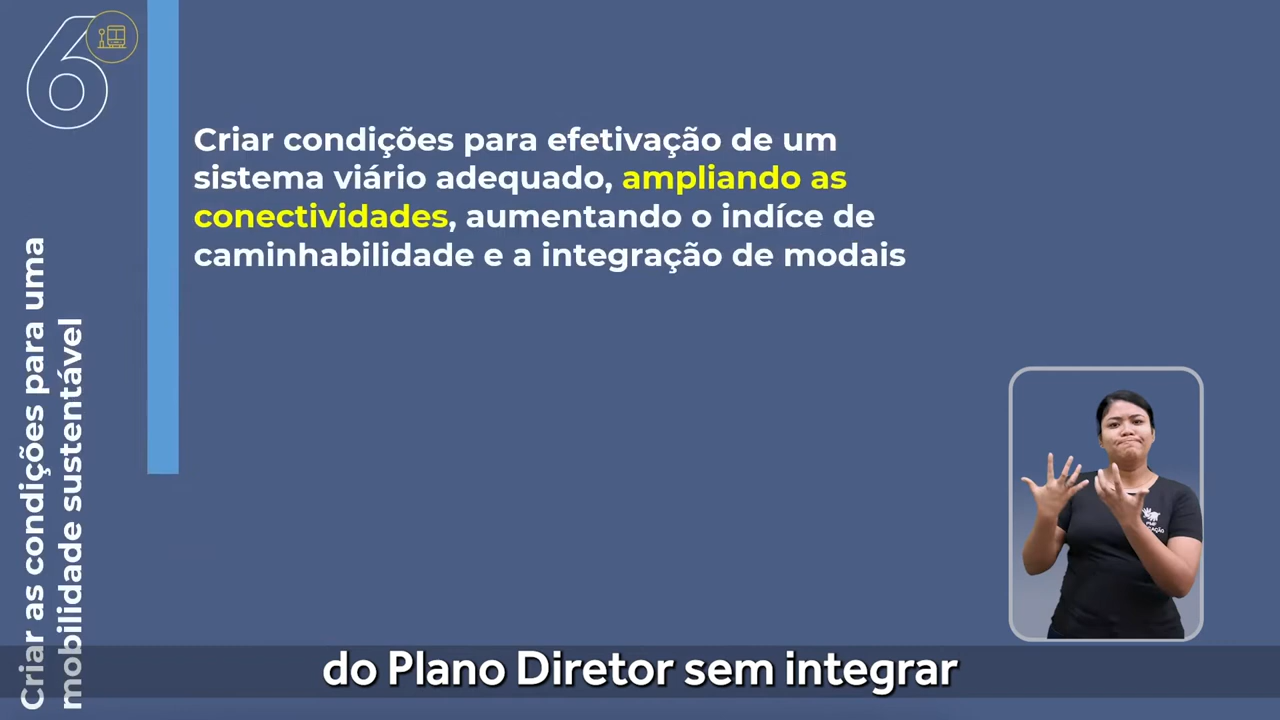 6
Criar as condições para uma
mobilidade sustentável
Criar condições para efetivação de um
sistema viário adequado, ampliando as
conectividades, aumentando o indíce de
caminhabilidade e a integração de modais
do Plano Diretor sem integrar